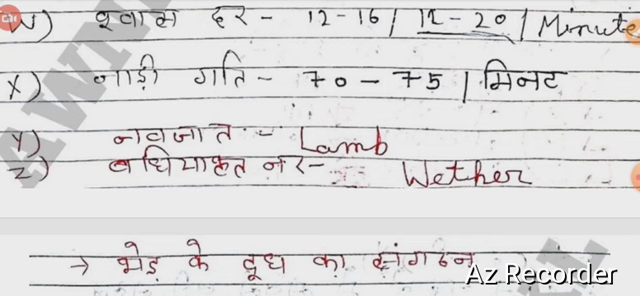 W) श्वास दर - 12-16 / 12-20 / Minute
X) नाड़ी गति - 70-75 / मिनट
Y) नवजात - Lamb
Z) बधियाकृत नर - Wether
→ भेड़ के दूध का संगठन
Az Recorder